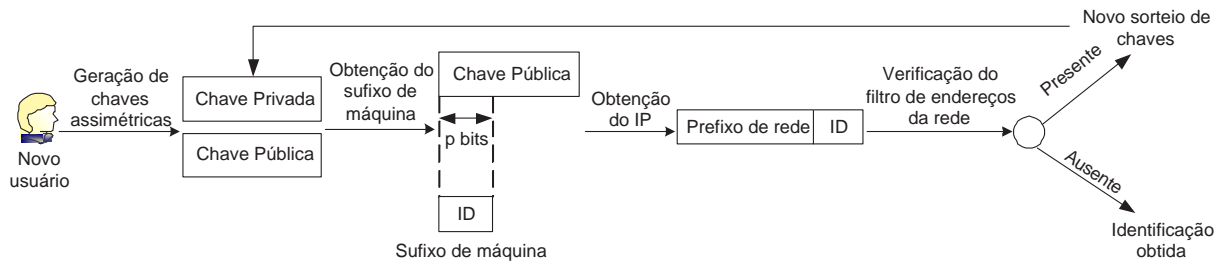 Novo
usuário
Geração de
chaves
assimétricas
Chave Privada
Chave Pública
Obtenção do
sufixo de
máquina
Chave Pública
p bits
ID
Sufixo de máquina
Obtenção
do IP
Prefixo de rede
ID
Verificação do
filtro de endereços
da rede
Presente
Novo sorteio de
chaves
Ausente
Identificação
obtida